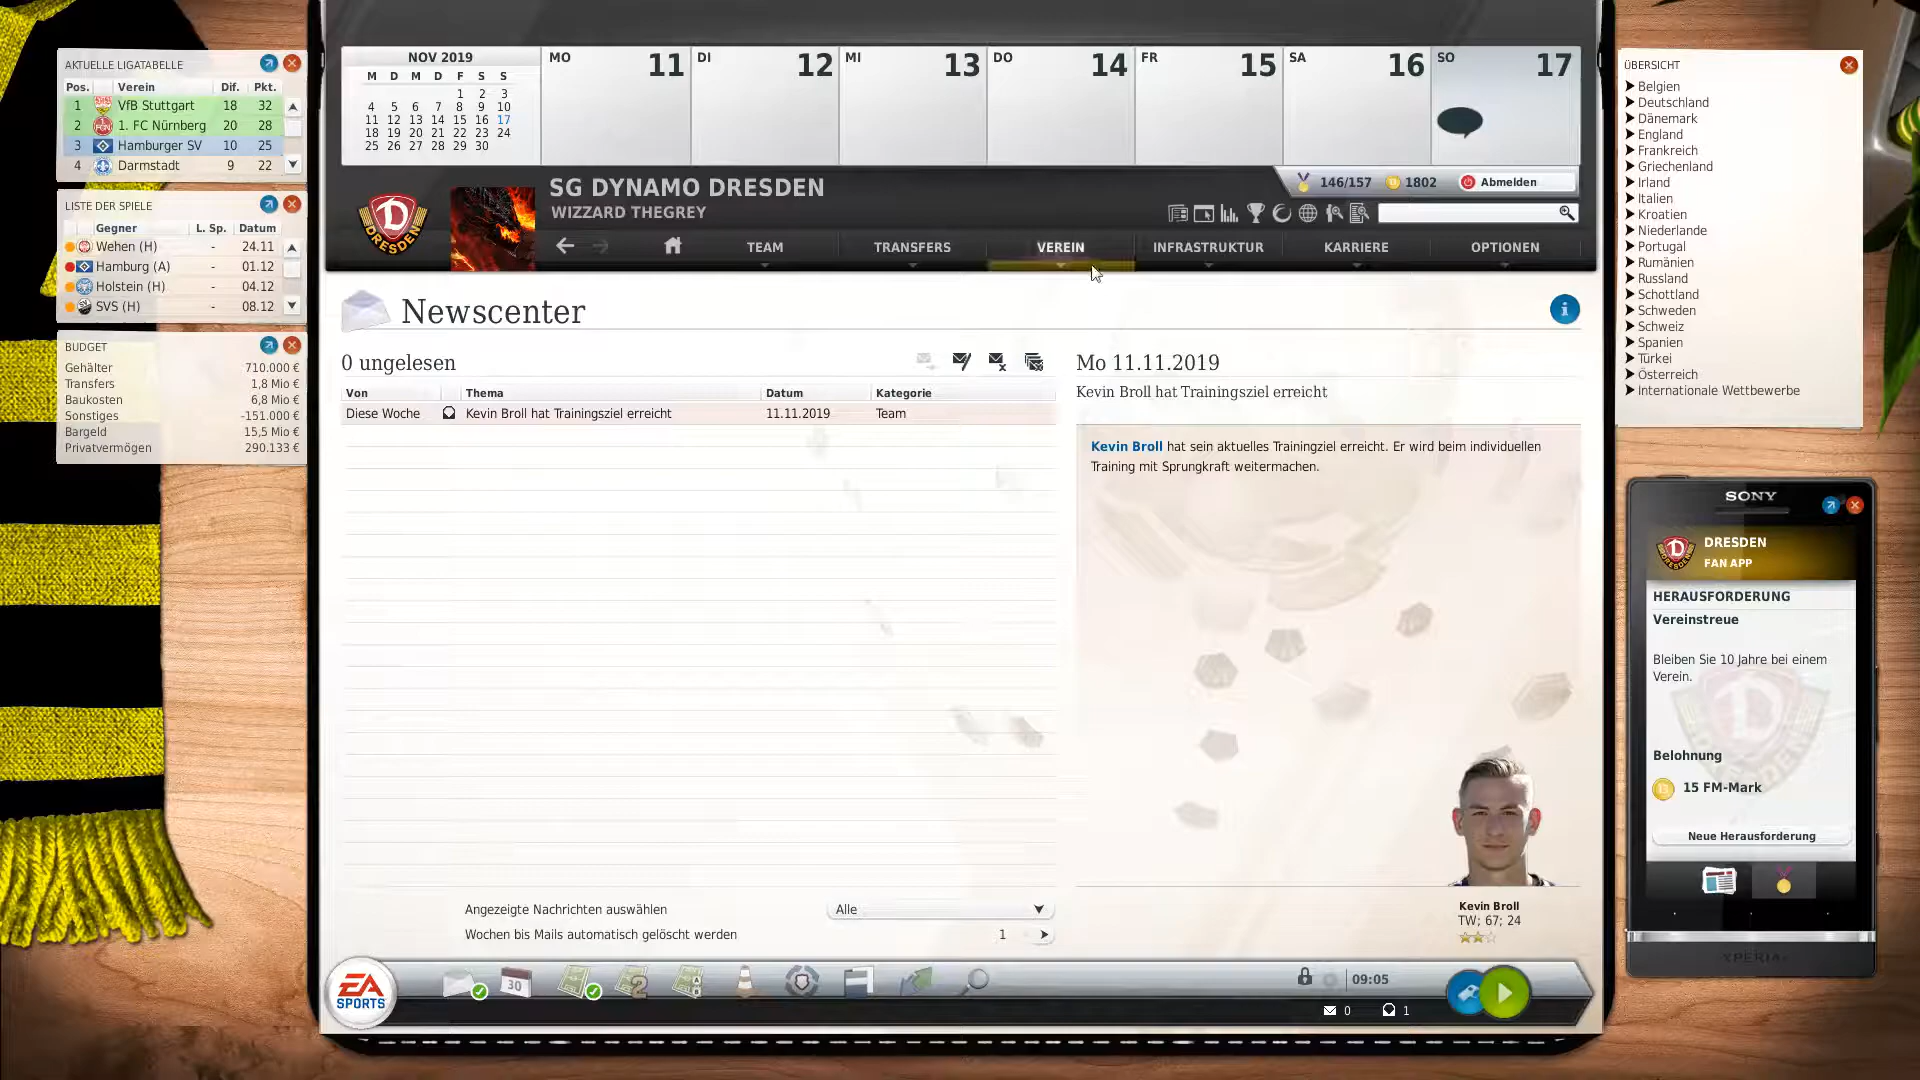 AKTUELLE LIGATABELLE
Pos. Verein Dif. Pkt.
1 VfB Stuttgart 18 32
2 1. FC Nürnberg 20 28
3 Hamburger SV 10 25
4 Darmstadt 9 22
LISTE DER SPIELE
Gegner L. Sp. Datum
Wehen (H) - 24.11
Hamburg (A) - 01.12
Holstein (H) - 04.12
SVS (H) - 08.12
BUDGET
Gehälter 710.000 €
Transfers 1,8 Mio €
Baukosten 6,8 Mio €
Sonstiges -151.000 €
Bargeld 15,5 Mio €
Privatvermögen 290.133 €
NOV 2019
M D M D F S S
1 2 3
4 5 6 7 8 9 10
11 12 13 14 15 16 17
18 19 20 21 22 23 24
25 26 27 28 29 30
MO 11
DI 12
MI 13
DO 14
FR 15
SA 16
SO 17
146/157 1802 Abmelden
D
DRESDEN
SG DYNAMO DRESDEN
WIZZARD THEGREY
TEAM TRANSFERS VEREIN INFRASTRUKTUR KARRIERE OPTIONEN
Newscenter
i
0 ungelesen
Von Thema Datum Kategorie
Diese Woche Kevin Broll hat Trainingsziel erreicht 11.11.2019 Team
Mo 11.11.2019
Kevin Broll hat Trainingsziel erreicht
Kevin Broll hat sein aktuelles Trainingziel erreicht. Er wird beim individuellen
Training mit Sprungkraft weitermachen.
Kevin Broll
TW; 67; 24
Angezeigte Nachrichten auswählen Alle
Wochen bis Mails automatisch gelöscht werden 1
EA
SPORTS
30
2
09:05
0 1
ÜBERSICHT
Belgien
Deutschland
Dänemark
England
Frankreich
Griechenland
Irland
Italien
Kroatien
Niederlande
Portugal
Rumänien
Russland
Schottland
Schweden
Schweiz
Spanien
Türkei
Österreich
Internationale Wettbewerbe
SONY
DRESDEN
FAN APP
HERAUSFORDERUNG
Vereinstreue
Bleiben Sie 10 Jahre bei einem
Verein.
Belohnung
15 FM-Mark
Neue Herausforderung
XPERIA